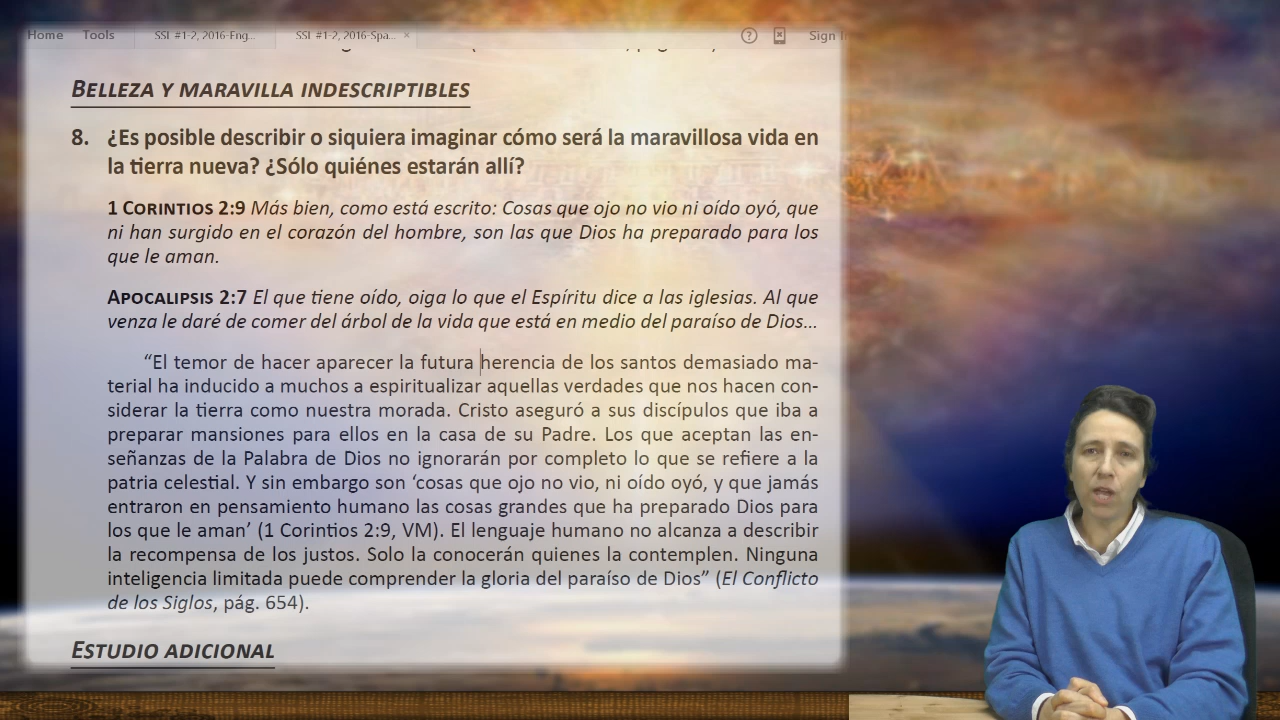 Home Tools SSL #1-2, 2016-Eng... SSL #1-2, 2016-Spa... × Sign In
BELLEZA Y MARAVILLA INDESCRIPTIBLES
8. ¿Es posible describir o siquiera imaginar cómo será la maravillosa vida en
la tierra nueva? ¿Sólo quiénes estarán allí?
1 CORINTIOS 2:9 Más bien, como está escrito: Cosas que ojo no vio ni oído oyó, que
ni han surgido en el corazón del hombre, son las que Dios ha preparado para los
que le aman.
APOCALIPSIS 2:7 El que tiene oído, oiga lo que el Espíritu dice a las iglesias. Al que
venza le daré de comer del árbol de la vida que está en medio del paraíso de Dios...
“El temor de hacer aparecer la futura herencia de los santos demasiado ma-
terial ha inducido a muchos a espiritualizar aquellas verdades que nos hacen con-
siderar la tierra como nuestra morada. Cristo aseguró a sus discípulos que iba a
preparar mansiones para ellos en la casa de su Padre. Los que aceptan las en-
señanzas de la Palabra de Dios no ignorarán por completo lo que se refiere a la
patria celestial. Y sin embargo son ‘cosas que ojo no vio, ni oído oyó, y que jamás
entraron en pensamiento humano las cosas grandes que ha preparado Dios para
los que le aman’ (1 Corintios 2:9, VM). El lenguaje humano no alcanza a describir
la recompensa de los justos. Solo la conocerán quienes la contemplen. Ninguna
inteligencia limitada puede comprender la gloria del paraíso de Dios” (El Conflicto
de los Siglos, pág. 654).
ESTUDIO ADICIONAL